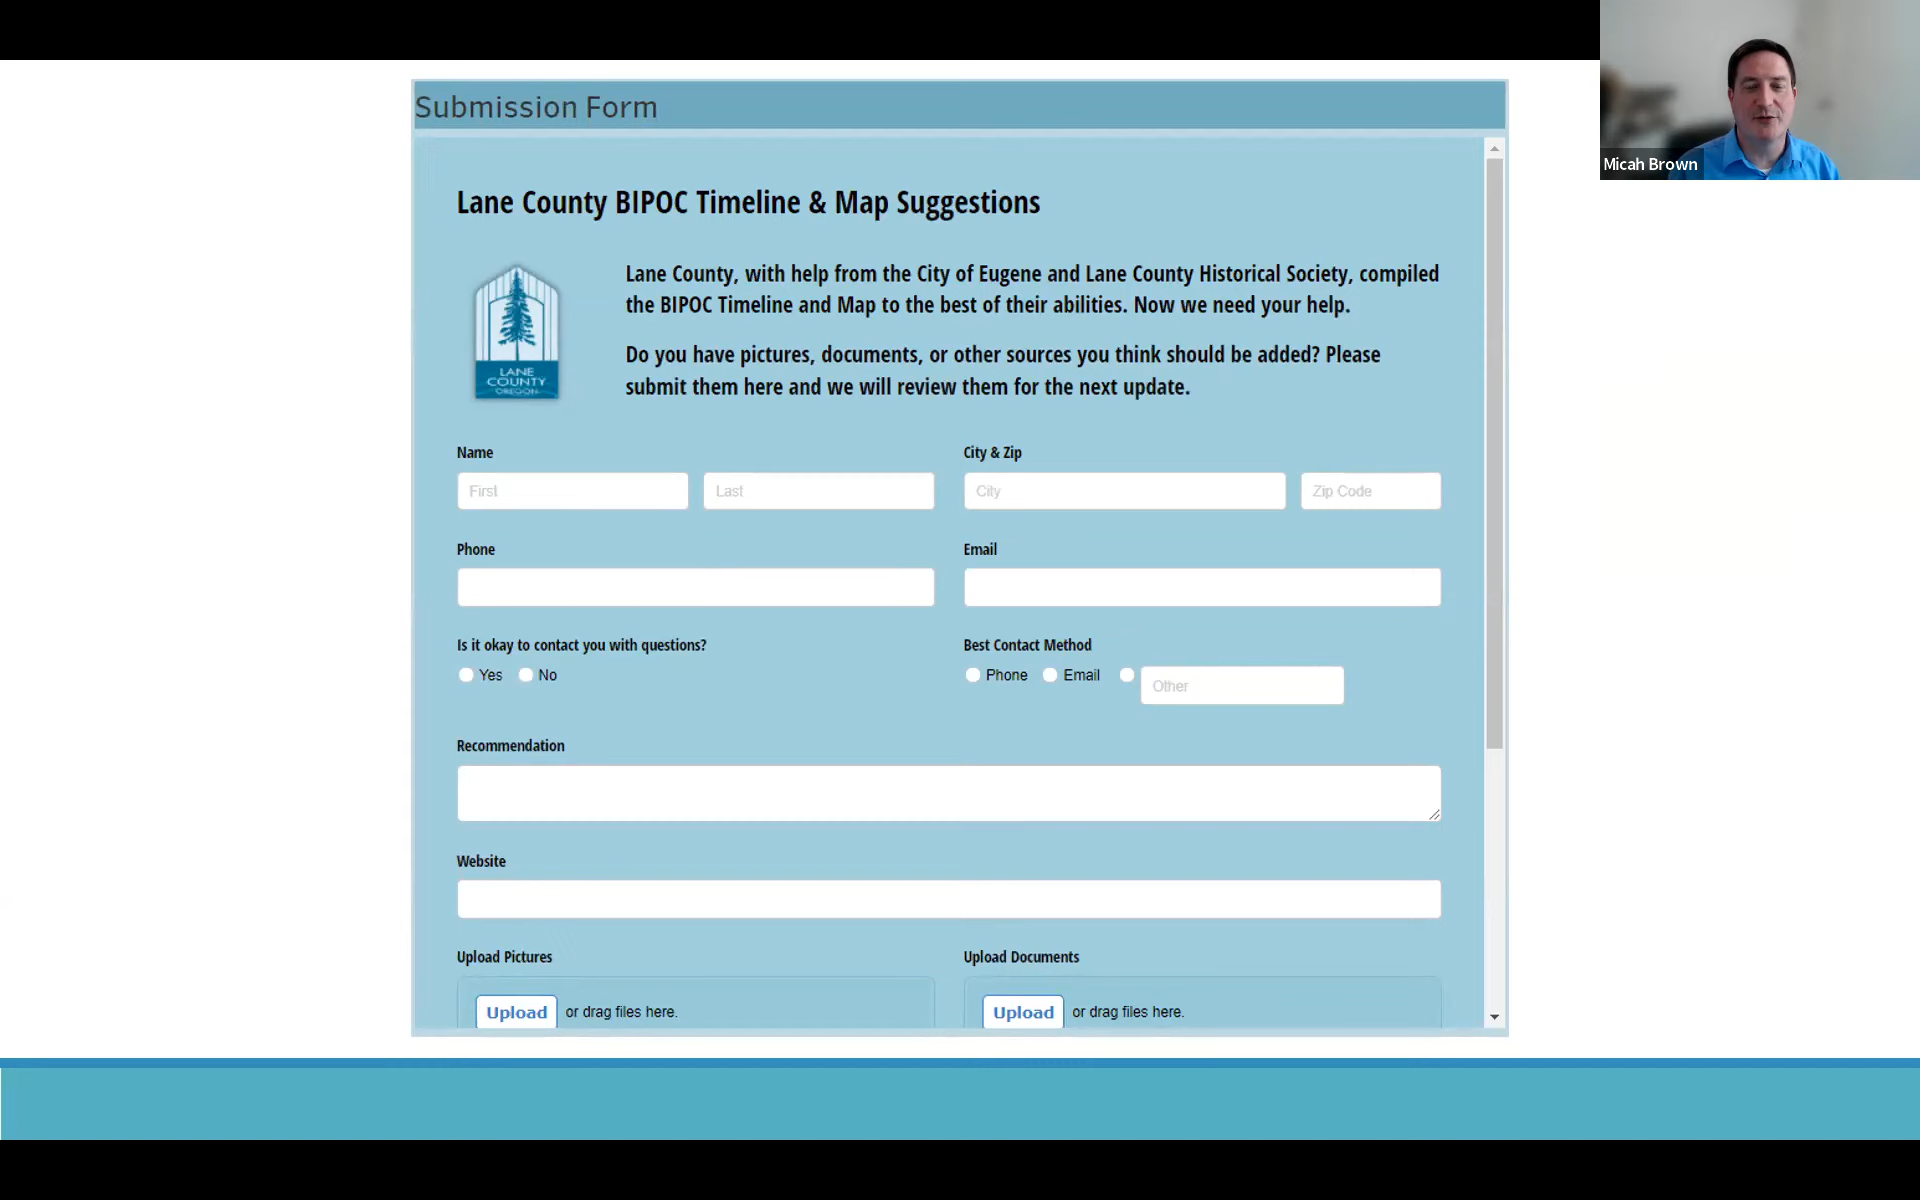 Submission Form
Micah Brown
Lane County BIPOC Timeline & Map Suggestions
Lane County, with help from the City of Eugene and Lane County Historical Society, compiled
the BIPOC Timeline and Map to the best of their abilities. Now we need your help.
Do you have pictures, documents, or other sources you think should be added? Please
submit them here and we will review them for the next update.
LANE
COUNTY
OREGON
Name
City & Zip
First
Last
City
Zip Code
Phone
Email
Is it okay to contact you with questions?
Best Contact Method
Yes
No
Phone
Email
Other
Recommendation
Website
Upload Pictures
Upload Documents
Upload or drag files here.
Upload or drag files here.